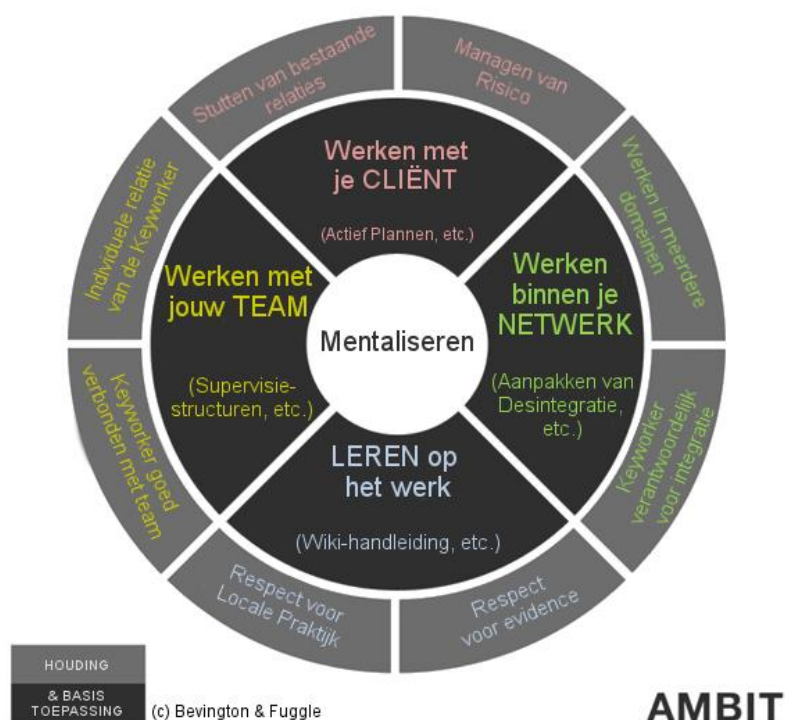 Stutten van bestaande
relaties
Managen van
Risico
Individuele relatie
van de Keyworker
Werken in meerdere
domeinen
Werken met
je CLIËNT
(Actief Plannen, etc.)
Werken met
jouw TEAM
(Supervisie-
structuren, etc.)
Mentaliseren
Werken
binnen je
NETWERK
(Aanpakken van
Desintegratie,
etc.)
LEREN op
het werk
(Wiki-handleiding, etc.)
Keyworker goed
verbonden met team
Keyworker
verantwoordelijk
voor integratie
Respect voor
Locale Praktijk
Respect
voor evidence
HOUDING
& BASIS
TOEPASSING
(c) Bevington & Fuggle
AMBIT